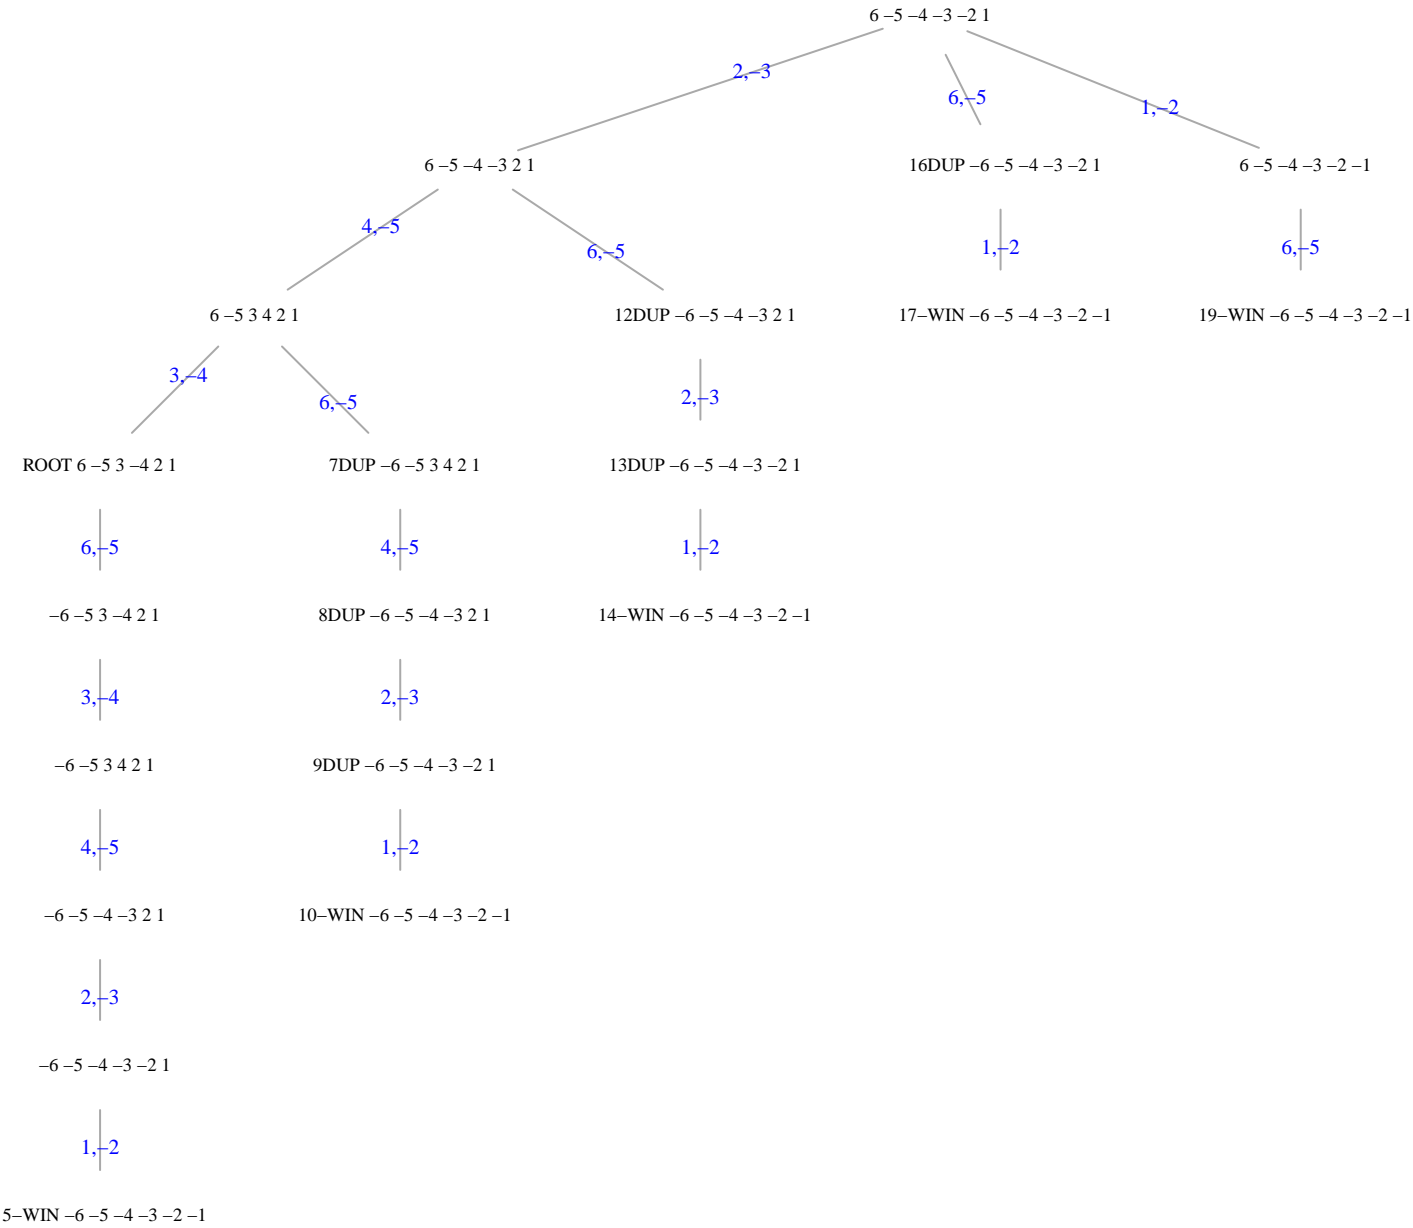 6 –5 –4 –3 –2 1
2,–3
6,–5
1,–2
6 –5 –4 –3 2 1
16DUP –6 –5 –4 –3 –2 1
6 –5 –4 –3 –2 –1
4,–5
6,–5
1,–2
6,–5
6 –5 3 4 2 1
12DUP –6 –5 –4 –3 2 1
17–WIN –6 –5 –4 –3 –2 –1
19–WIN –6 –5 –4 –3 –2 –1
3,–4
6,–5
2,–3
ROOT 6 –5 3 –4 2 1
7DUP –6 –5 3 4 2 1
13DUP –6 –5 –4 –3 –2 1
6,–5
4,–5
1,–2
–6 –5 3 –4 2 1
8DUP –6 –5 –4 –3 2 1
14–WIN –6 –5 –4 –3 –2 –1
3,–4
2,–3
–6 –5 3 4 2 1
9DUP –6 –5 –4 –3 –2 1
4,–5
1,–2
–6 –5 –4 –3 2 1
10–WIN –6 –5 –4 –3 –2 –1
2,–3
–6 –5 –4 –3 –2 1
1,–2
5–WIN –6 –5 –4 –3 –2 –1